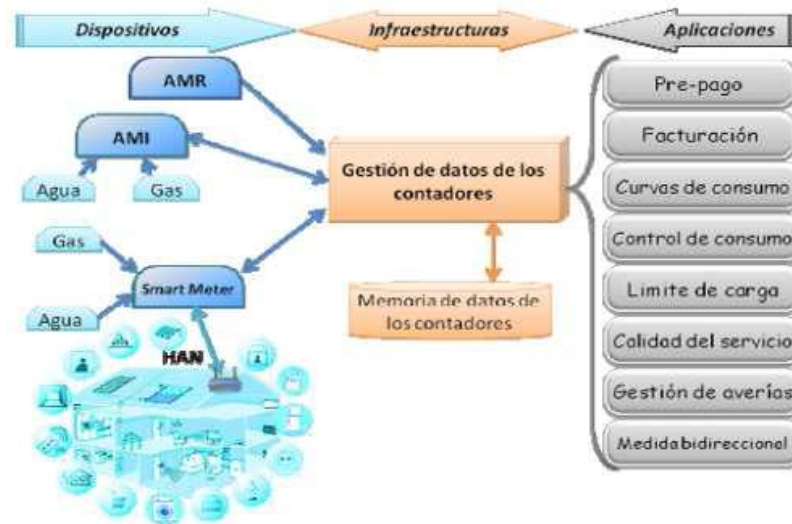 Dispositivos
Infraestructuras
Aplicaciones
AMR
AMI
Agua
Gas
Gas
Smart Meter
Agua
HAN
Gestión de datos de los
contadores
Memoria de datos de
los contadores
Pre-pago
Facturación
Curvas de consumo
Control de consumo
Limite de carga
Calidad del servicio
Gestión de averías
Medida bidireccional